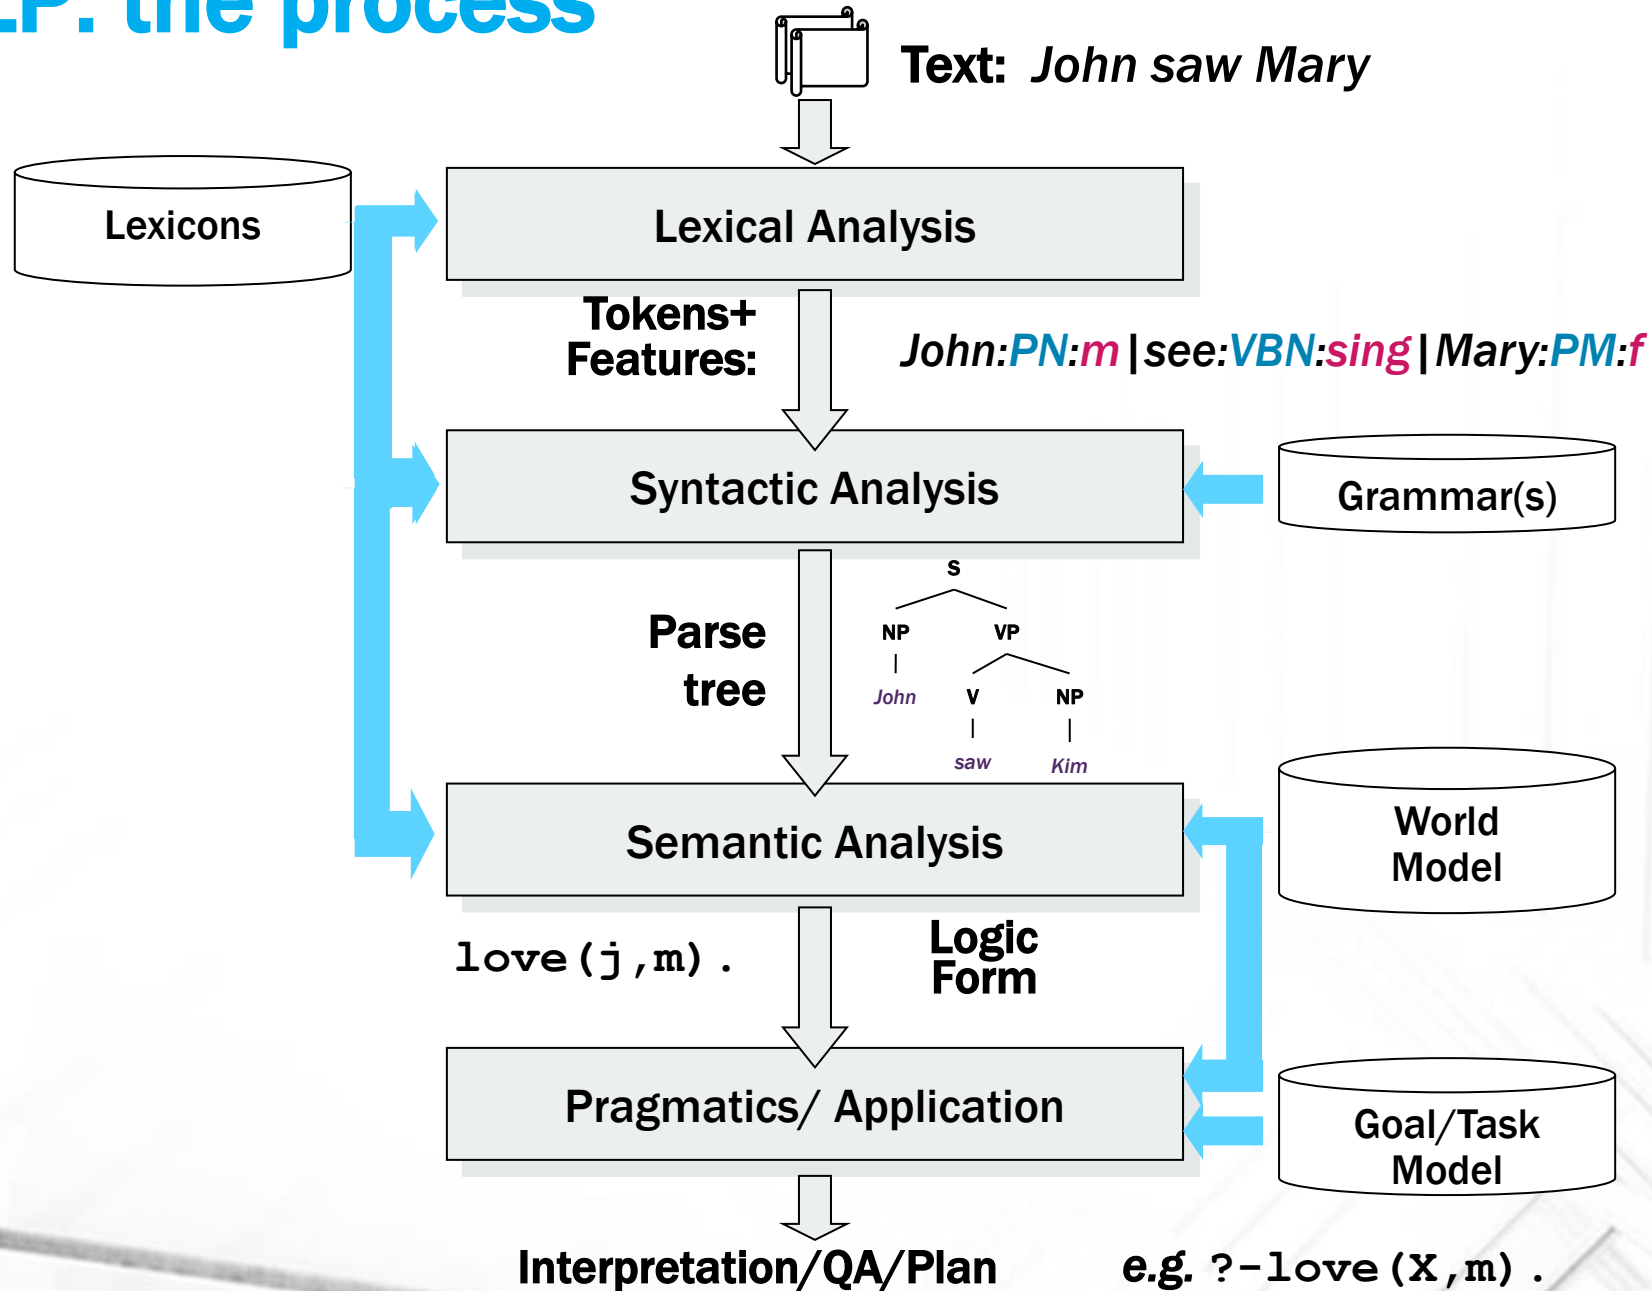 LP: the process
Text: John saw Mary
Lexicons
Lexical Analysis
Tokens+
Features:
John:PN:m|see:VBN:sing|Mary:PM:f
Syntactic Analysis
Grammar(s)
S
NP VP
Parse
tree
John V NP
saw Kim
World
Model
Semantic Analysis
love(j,m).
Logic
Form
Pragmatics/ Application
Goal/Task
Model
Interpretation/QA/Plan
e.g. ?-love(X,m).